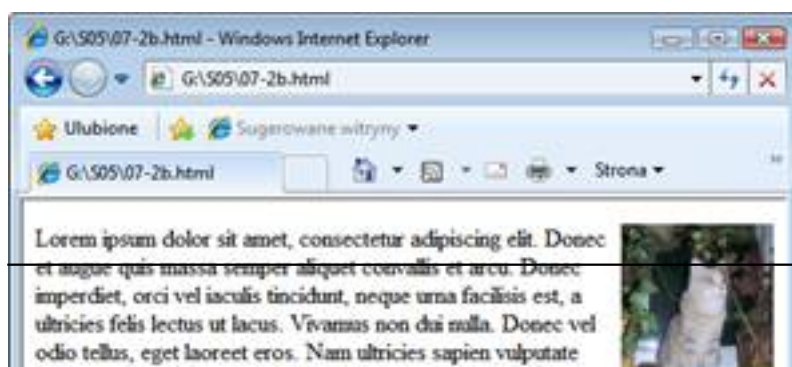 G:\S05\07-2b.html - Windows Internet Explorer
G:\S05\07-2b.html
Ulubione Sugerowane witryny
G:\S05\07-2b.html Strona
Lorem ipsum dolor sit amet, consectetur adipiscing elit. Donec
et augue quis massa semper aliquet convallis et arcu. Donec
imperdiet, orci vel iaculis tincidunt, neque urna facilisis est, a
ultricies felis lectus ut lacus. Vivamus non dui nulla. Donec vel
odio tellus, eget laoreet eros. Nam ultricies sapien vulputate